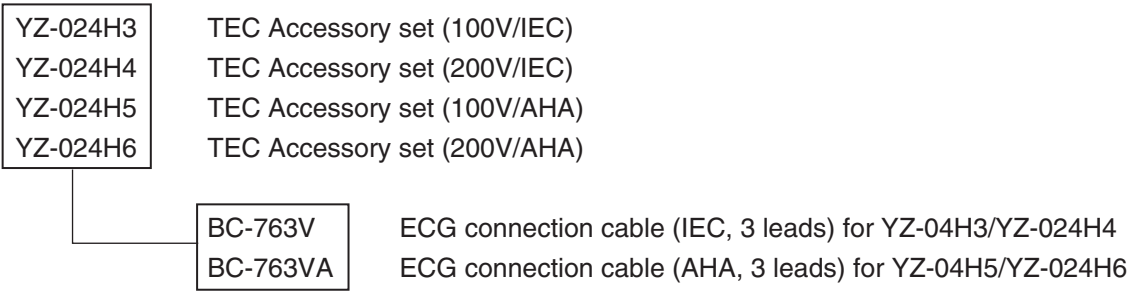 YZ-024H3 TEC Accessory set (100V/IEC)
YZ-024H4 TEC Accessory set (200V/IEC)
YZ-024H5 TEC Accessory set (100V/AHA)
YZ-024H6 TEC Accessory set (200V/AHA)
BC-763V ECG connection cable (IEC, 3 leads) for YZ-04H3/YZ-024H4
BC-763VA ECG connection cable (AHA, 3 leads) for YZ-04H5/YZ-024H6